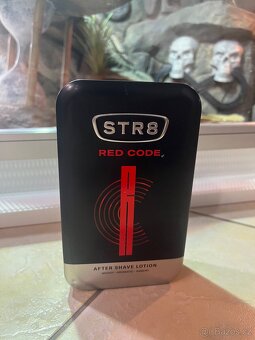 STR8
RED CODE
AFTER SHAVE LOTION